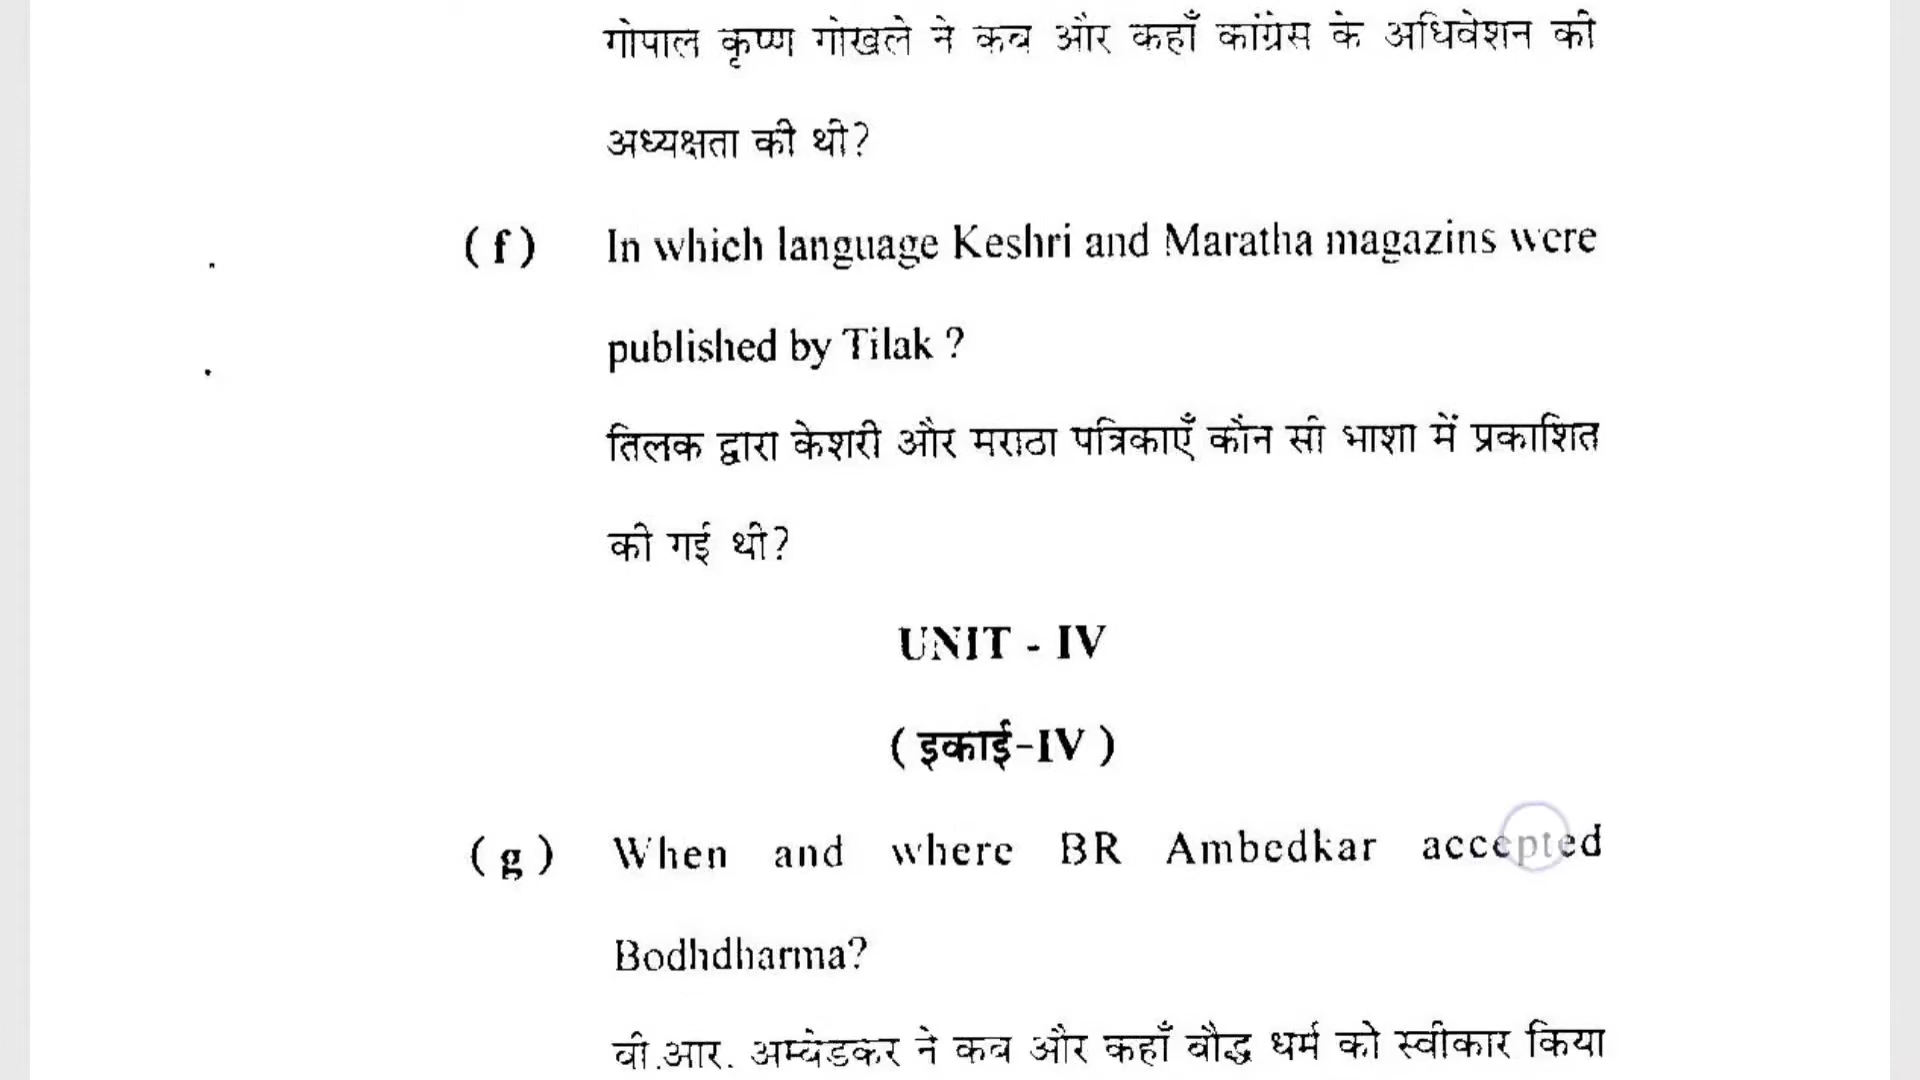 गोपाल कृष्ण गोखले ने कब और कहाँ कांग्रेस के अधिवेशन की
अध्यक्षता की थी?
(f) In which language Keshri and Maratha magazins were
published by Tilak ?
तिलक द्वारा केशरी और मराठा पत्रिकाएँ कौन सी भाशा में प्रकाशित
की गई थी?
UNIT - IV
(इकाई-IV)
(g) When and where BR Ambedkar accepted
Bodhdharma?
बी.आर. अम्बेडकर ने कब और कहाँ बौद्ध धर्म को स्वीकार किया